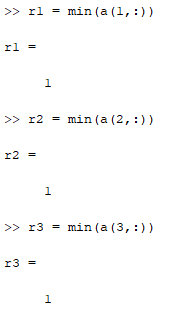 >> r1 = min(a(1,:))
r1 =
1
>> r2 = min(a(2,:))
r2 =
1
>> r3 = min(a(3,:))
r3 =
1